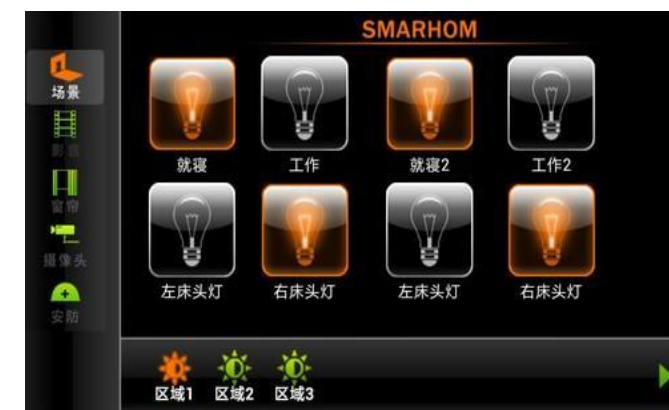 SMARHOM
场景
影音
窗帘
摄像头
安防
就寝 工作 就寝2 工作2
左床头灯 右床头灯 左床头灯 右床头灯
区域1 区域2 区域3